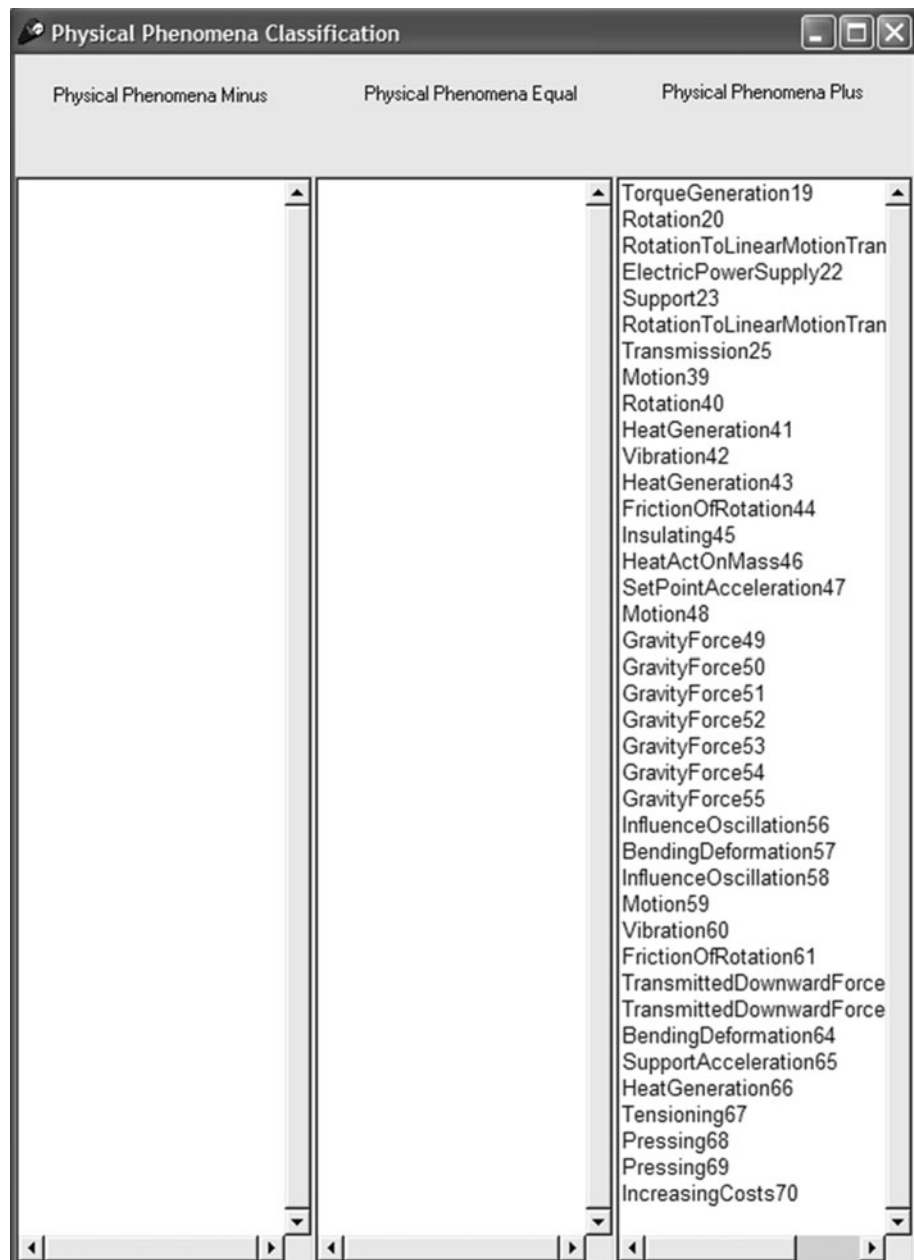 Physical Phenomena Classification
Physical Phenomena Minus
Physical Phenomena Equal
Physical Phenomena Plus
TorqueGeneration19
Rotation20
RotationToLinearMotionTran
ElectricPowerSupply22
Support23
RotationToLinearMotionTran
Transmission25
Motion39
Rotation40
HeatGeneration41
Vibration42
HeatGeneration43
FrictionOfRotation44
Insulating45
HeatActOnMass46
SetPointAcceleration47
Motion48
GravityForce49
GravityForce50
GravityForce51
GravityForce52
GravityForce53
GravityForce54
GravityForce55
InfluenceOscillation56
BendingDeformation57
InfluenceOscillation58
Motion59
Vibration60
FrictionOfRotation61
TransmittedDownwardForce
TransmittedDownwardForce
BendingDeformation64
SupportAcceleration65
HeatGeneration66
Tensioning67
Pressing68
Pressing69
IncreasingCosts70